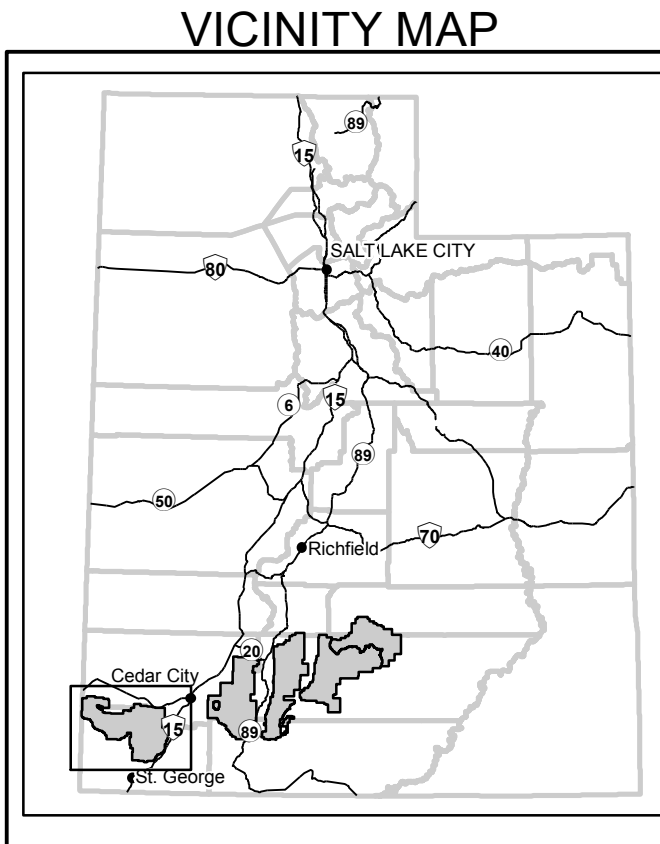 VICINITY MAP
89
15
SALT LAKE CITY
80
40
6
15
89
50
70
Richfield
20
Cedar City
15
89
St. George